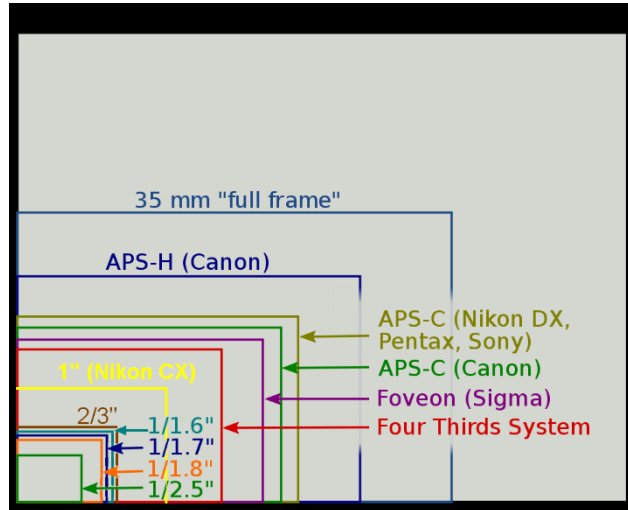 35 mm "full frame"
APS-H (Canon)
APS-C (Nikon DX,
Pentax, Sony)
APS-C (Canon)
1" (Nikon CX)
Foveon (Sigma)
2/3"
1/1.6"
Four Thirds System
1/1.7"
1/1.8"
1/2.5"